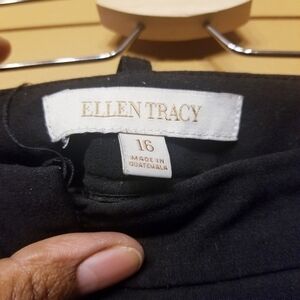 ELLEN TRACY
16
MADE IN
GUATEMALA